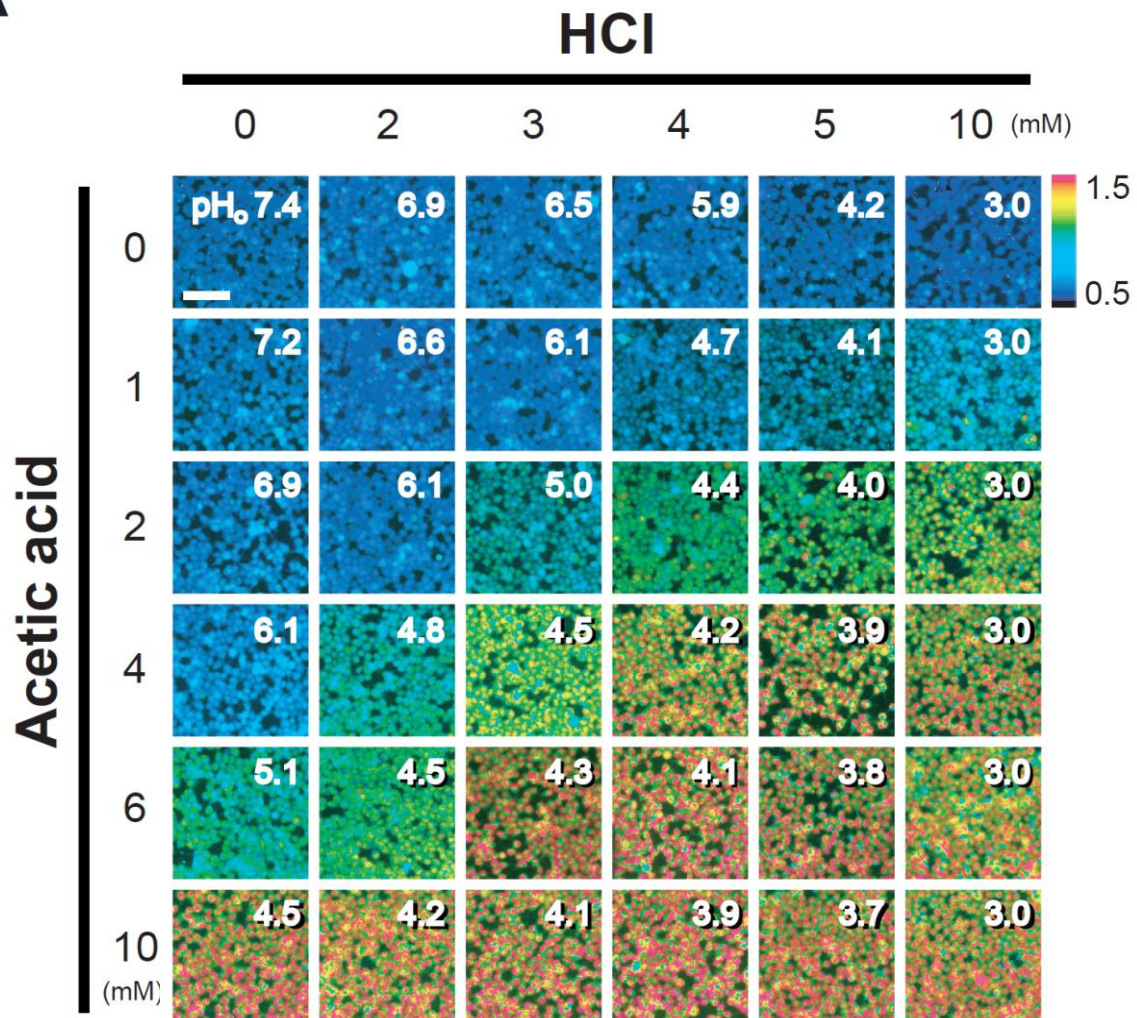 A
HCl
0 2 3 4 5 10 (mM)
Acetic acid
0 pHo 7.4 6.9 6.5 5.9 4.2 3.0 1.5
0.5
1 7.2 6.6 6.1 4.7 4.1 3.0
2 6.9 6.1 5.0 4.4 4.0 3.0
4 6.1 4.8 4.5 4.2 3.9 3.0
6 5.1 4.5 4.3 4.1 3.8 3.0
10 4.5 4.2 4.1 3.9 3.7 3.0
(mM)